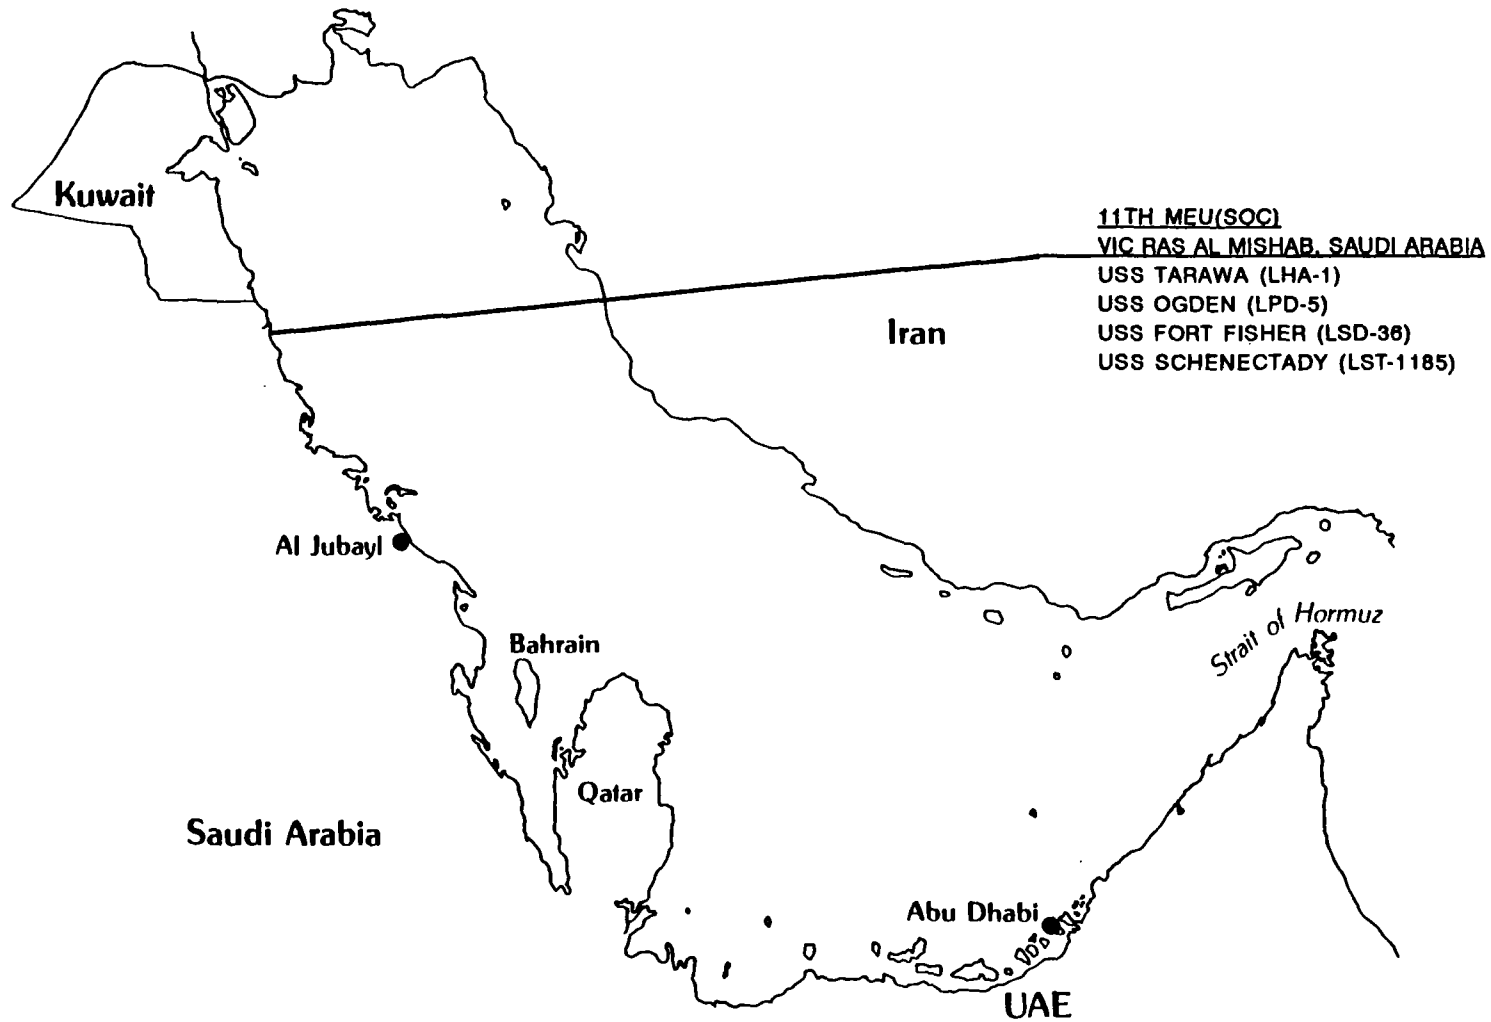 Kuwait
11TH MEU(SOC)
VIC RAS AL MISHAB, SAUDI ARABIA
USS TARAWA (LHA-1)
USS OGDEN (LPD-5)
USS FORT FISHER (LSD-36)
USS SCHENECTADY (LST-1185)
Iran
Al Jubayl
Strait of Hormuz
Bahrain
Qatar
Saudi Arabia
Abu Dhabi
UAE